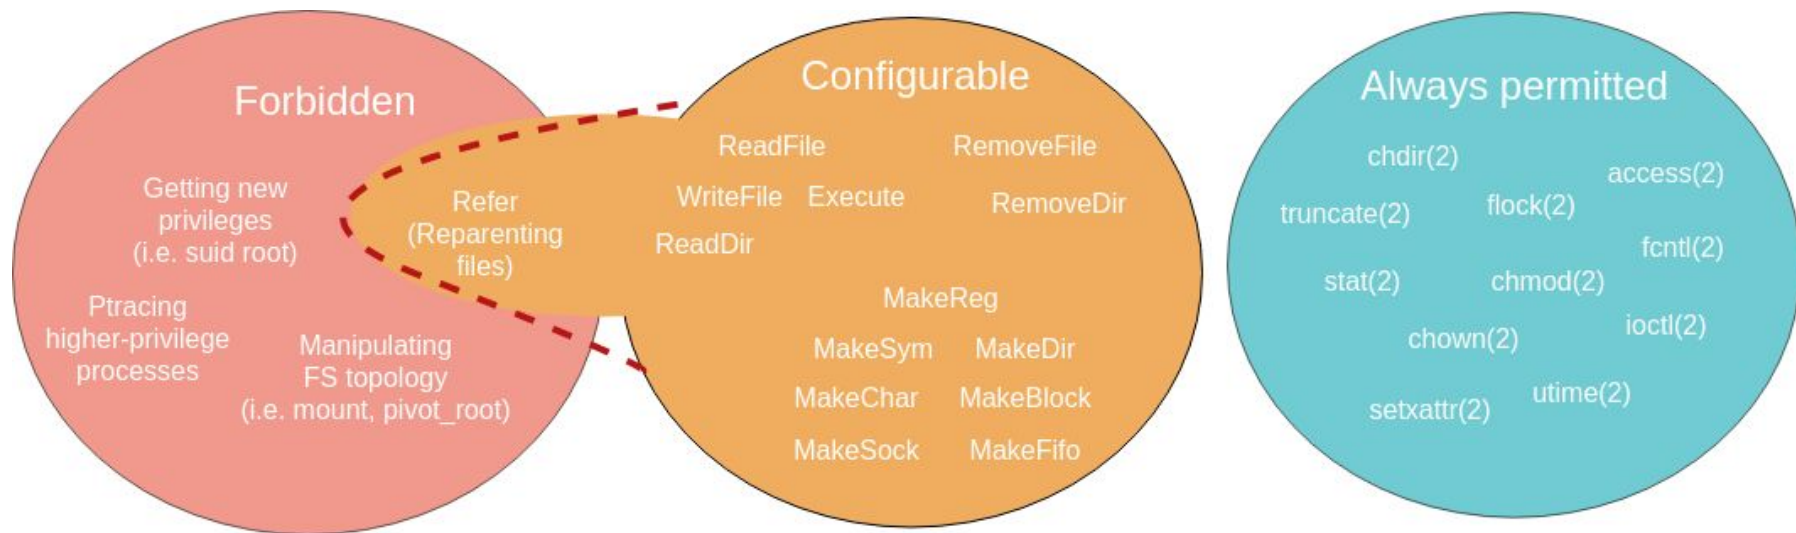 Forbidden
Getting new
privileges
(i.e. suid root)
Ptracing
higher-privilege
processes
Manipulating
FS topology
(i.e. mount, pivot_root)
Refer
(Reparenting
files)
Configurable
ReadFile
RemoveFile
WriteFile
Execute
RemoveDir
ReadDir
MakeReg
MakeSym
MakeDir
MakeChar
MakeBlock
MakeSock
MakeFifo
Always permitted
chdir(2)
access(2)
truncate(2)
flock(2)
fcntl(2)
stat(2)
chmod(2)
ioctl(2)
chown(2)
utime(2)
setxattr(2)